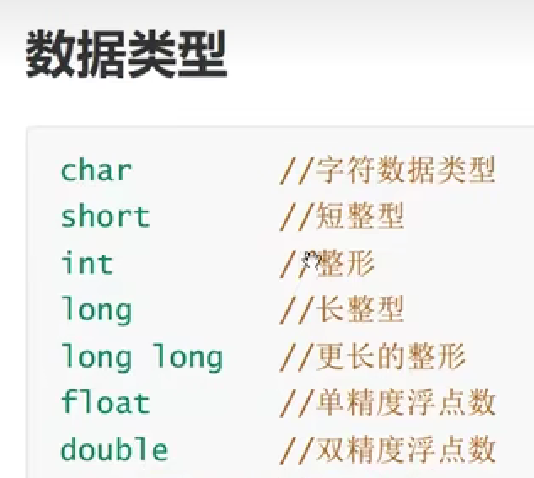 数据类型
char //字符数据类型
short //短整型
int //整形
long //长整型
long long //更长的整形
float //单精度浮点数
double //双精度浮点数